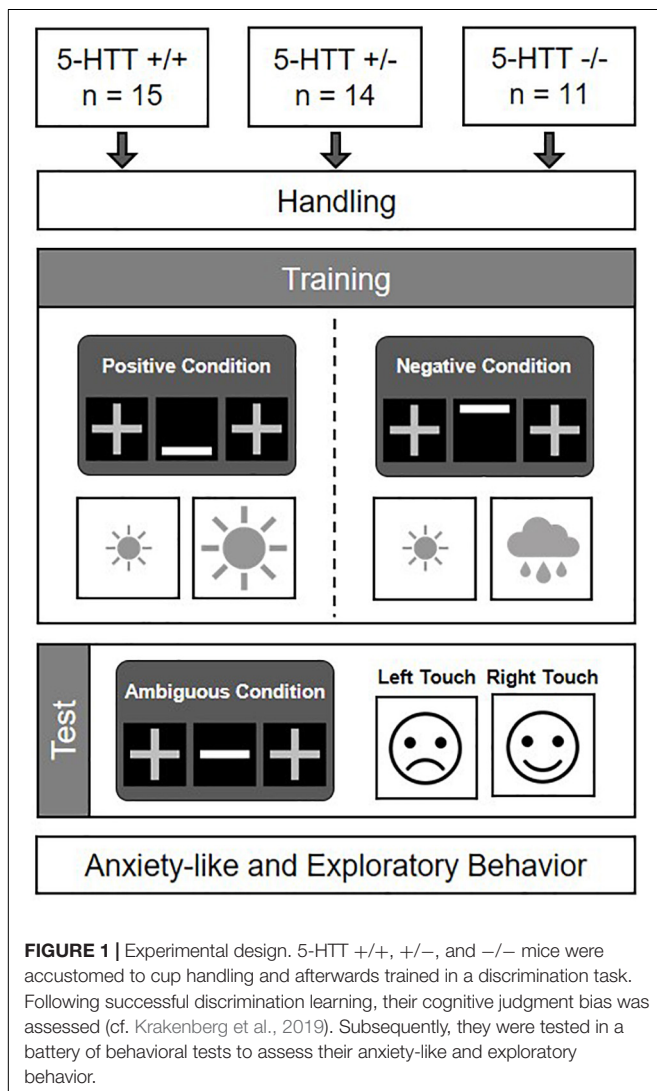 5-HTT +/+ 5-HTT +/- 5-HTT -/-
n = 15 n = 14 n = 11
Handling
Training
Positive Condition Negative Condition
Test
Ambiguous Condition
Left Touch Right Touch
Anxiety-like and Exploratory Behavior
FIGURE 1 | Experimental design. 5-HTT +/+, +/−, and −/− mice were
accustomed to cup handling and afterwards trained in a discrimination task.
Following successful discrimination learning, their cognitive judgment bias was
assessed (cf. Krakenberg et al., 2019). Subsequently, they were tested in a
battery of behavioral tests to assess their anxiety-like and exploratory
behavior.